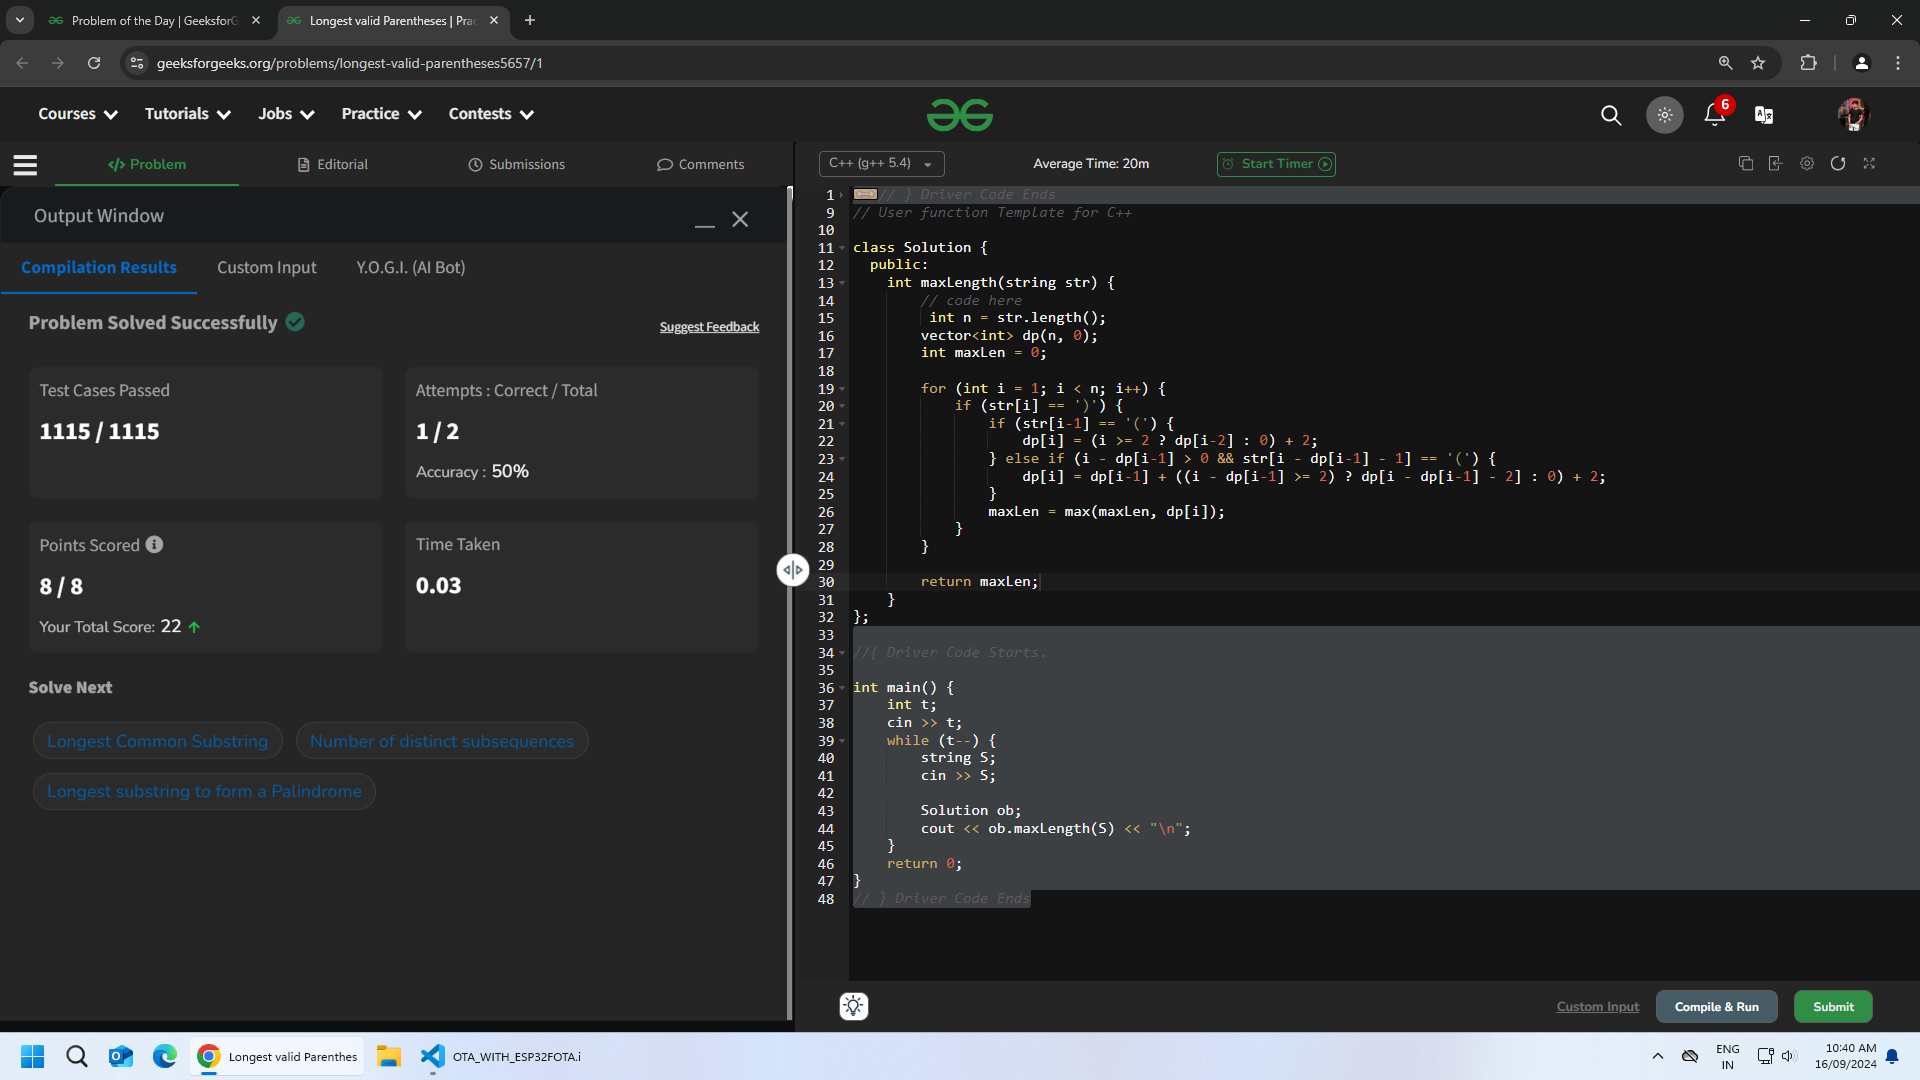 Problem of the Day | GeeksforG
Longest valid Parentheses | Prac
geeksforgeeks.org/problems/longest-valid-parentheses5657/1
Courses
Tutorials
Jobs
Practice
Contests
6
</> Problem
Editorial
Submissions
Comments
C++ (g++ 5.4)
Average Time: 20m
Start Timer
Output Window
Compilation Results
Custom Input
Y.O.G.I. (AI Bot)
Problem Solved Successfully
Suggest Feedback
Test Cases Passed
1115 / 1115
Attempts : Correct / Total
1 / 2
Accuracy : 50%
Points Scored
8 / 8
Your Total Score: 22
Time Taken
0.03
Solve Next
Longest Common Substring
Number of distinct subsequences
Longest substring to form a Palindrome
1 // } Driver Code Ends
9 // User function Template for C++
10
11 class Solution {
12   public:
13     int maxLength(string str) {
14         // code here
15          int n = str.length();
16         vector<int> dp(n, 0);
17         int maxLen = 0;
18
19         for (int i = 1; i < n; i++) {
20             if (str[i] == ')') {
21                 if (str[i-1] == '(') {
22                     dp[i] = (i >= 2 ? dp[i-2] : 0) + 2;
23                 } else if (i - dp[i-1] > 0 && str[i - dp[i-1] - 1] == '(') {
24                     dp[i] = dp[i-1] + ((i - dp[i-1] >= 2) ? dp[i - dp[i-1] - 2] : 0) + 2;
25                 }
26                 maxLen = max(maxLen, dp[i]);
27             }
28         }
29
30         return maxLen;
31     }
32 };
33
34 //{ Driver Code Starts.
35
36 int main() {
37     int t;
38     cin >> t;
39     while (t--) {
40         string S;
41         cin >> S;
42
43         Solution ob;
44         cout << ob.maxLength(S) << "\n";
45     }
46     return 0;
47 }
48 // } Driver Code Ends
Custom Input
Compile & Run
Submit
Longest valid Parenthes
OTA_WITH_ESP32FOTA.i
ENG
IN
10:40 AM
16/09/2024